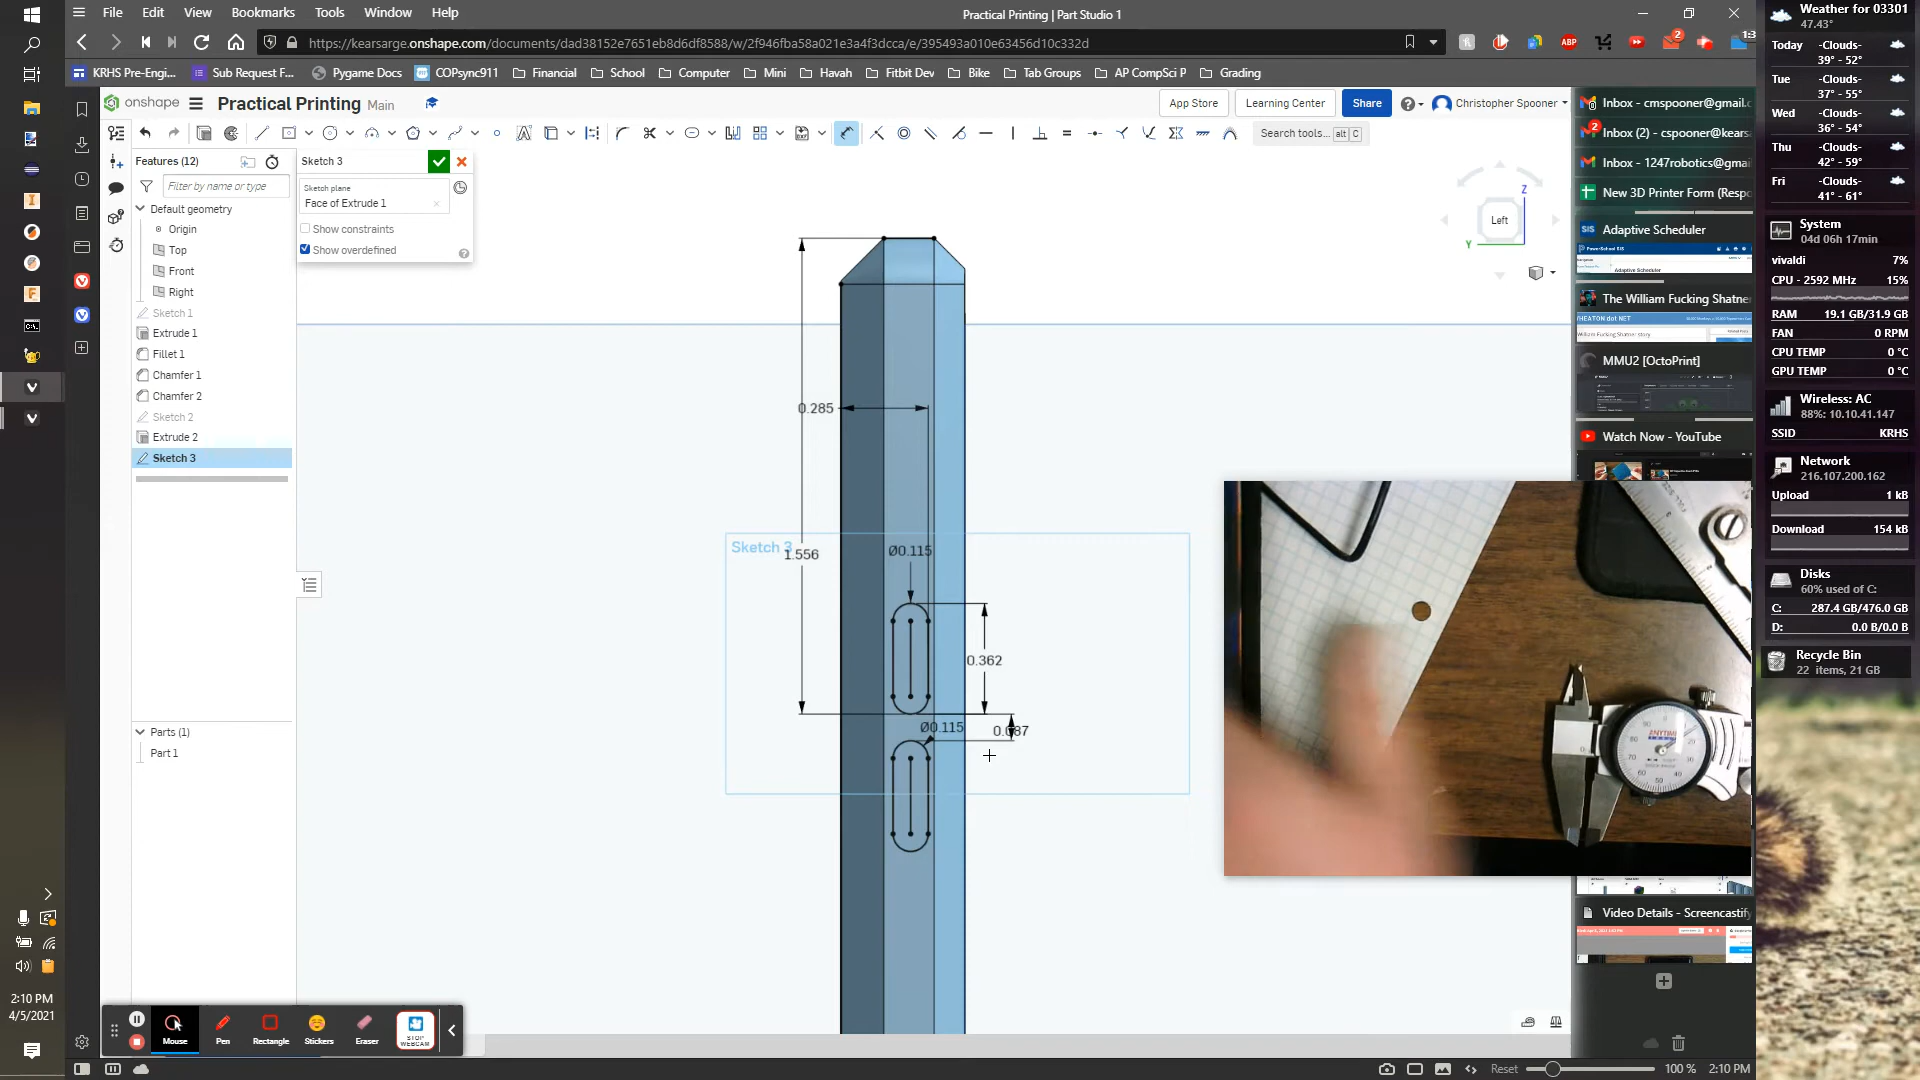 File Edit View Bookmarks Tools Window Help
Practical Printing | Part Studio 1
https://kearsarge.onshape.com/documents/dad38152e7651eb8d6df8588/w/2f946fba58a021e3a4f3dcca/e/395493a010e63456d10c332d
KRHS Pre-Engi... Sub Request F... Pygame Docs COPsync911 Financial School Computer Mini Havah Fitbit Dev Bike Tab Groups AP CompSci P Grading
onshape Practical Printing Main
App Store Learning Center Share Christopher Spooner
Search tools... alt C
Features (12)
Filter by name or type
Default geometry
Origin
Top
Front
Right
Sketch 1
Extrude 1
Fillet 1
Chamfer 1
Chamfer 2
Sketch 2
Extrude 2
Sketch 3
Parts (1)
Part 1
Sketch 3
Sketch plane
Face of Extrude 1
Show constraints
Show overdefined
Left
Z
Y
0.285
Sketch 3
1.556
Ø0.115
0.362
Ø0.115
0.087
Mouse Pen Rectangle Stickers Eraser STOP WEBCAM
Inbox - cmspooner@gmail.c
Inbox (2) - cspooner@kears
Inbox - 1247robotics@gmai
New 3D Printer Form (Respo
Adaptive Scheduler
The William Fucking Shatne
MMU2 [OctoPrint]
Watch Now - YouTube
Video Details - Screencastify
Weather for 03301
47.43°
Today -Clouds- 39° - 52°
Tue -Clouds- 37° - 55°
Wed -Clouds- 36° - 54°
Thu -Clouds- 42° - 59°
Fri -Clouds- 41° - 61°
System
04d 06h 17min
vivaldi 7%
CPU - 2592 MHz 15%
RAM 19.1 GB/31.9 GB
FAN 0 RPM
CPU TEMP 0 °C
GPU TEMP 0 °C
Wireless: AC
88%: 10.10.41.147
SSID KRHS
Network
216.107.200.162
Upload 1 kB
Download 154 kB
Disks
60% used of C:
C: 287.4 GB/476.0 GB
D: 0.0 B/0.0 B
Recycle Bin
22 items, 21 GB
2:10 PM
4/5/2021
Reset 100 % 2:10 PM